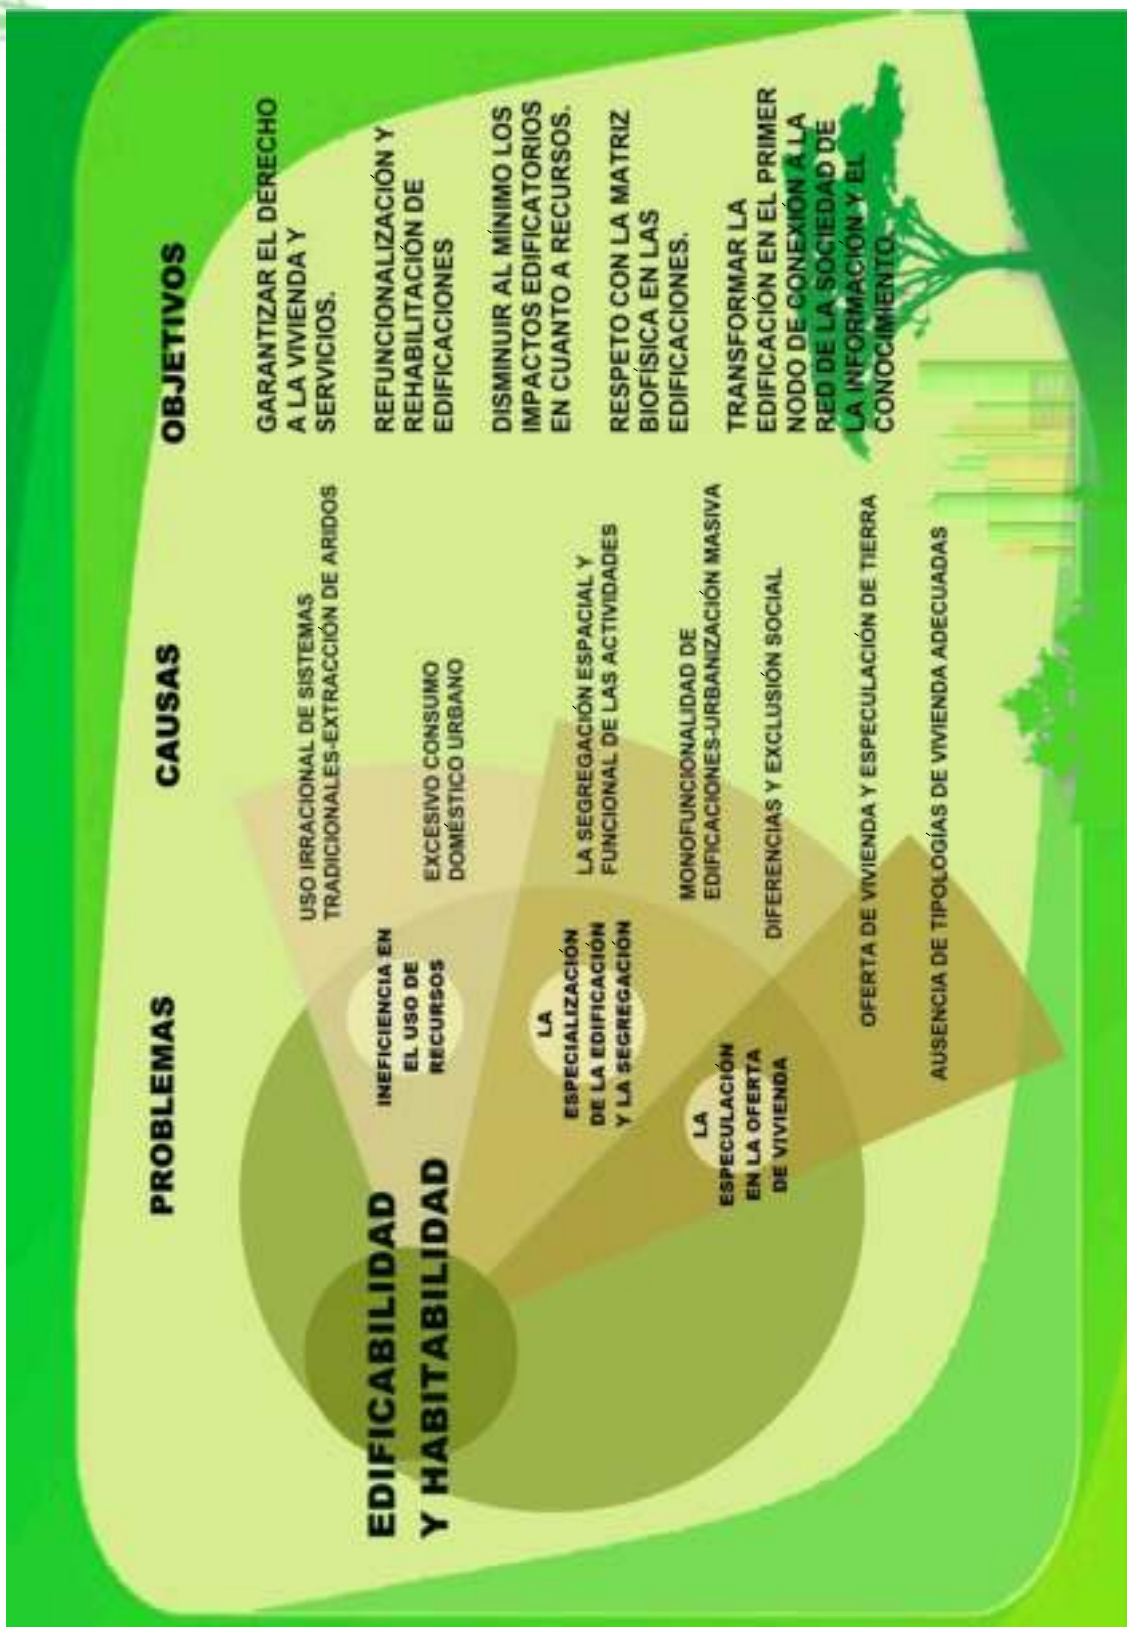 PROBLEMAS
CAUSAS
OBJETIVOS
EDIFICABILIDAD
Y HABITABILIDAD
INEFICIENCIA EN
EL USO DE
RECURSOS
LA
ESPECIALIZACIÓN
DE LA EDIFICACIÓN
Y LA SEGREGACIÓN
LA
ESPECULACIÓN
EN LA OFERTA
DE VIVIENDA
USO IRRACIONAL DE SISTEMAS
TRADICIONALES-EXTRACCIÓN DE ARIDOS
EXCESIVO CONSUMO
DOMÉSTICO URBANO
LA SEGREGACIÓN ESPACIAL Y
FUNCIONAL DE LAS ACTIVIDADES
MONOFUNCIONALIDAD DE
EDIFICACIONES-URBANIZACIÓN MASIVA
DIFERENCIAS Y EXCLUSIÓN SOCIAL
OFERTA DE VIVIENDA Y ESPECULACIÓN DE TIERRA
AUSENCIA DE TIPOLOGÍAS DE VIVIENDA ADECUADAS
GARANTIZAR EL DERECHO
A LA VIVIENDA Y
SERVICIOS.
REFUNCIONALIZACIÓN Y
REHABILITACIÓN DE
EDIFICACIONES
DISMINUIR AL MÍNIMO LOS
IMPACTOS EDIFICATORIOS
EN CUANTO A RECURSOS.
RESPETO CON LA MATRIZ
BIOFÍSICA EN LAS
EDIFICACIONES.
TRANSFORMAR LA
EDIFICACIÓN EN EL PRIMER
NODO DE CONEXIÓN A LA
RED DE LA SOCIEDAD DE
LA INFORMACIÓN Y EL
CONOCIMIENTO.